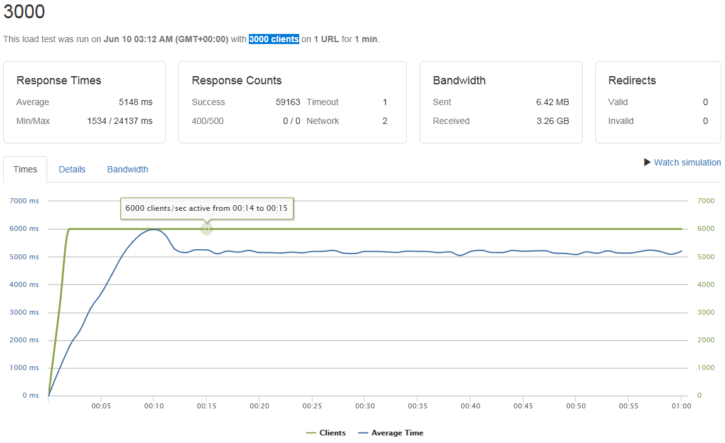 3000
This load test was run on Jun 10 03:12 AM (GMT+00:00) with 3000 clients on 1 URL for 1 min.
Response Times
Average 5148 ms
Min/Max 1534 / 24137 ms
Response Counts
Success 59163 Timeout 1
400/500 0 / 0 Network 2
Bandwidth
Sent 6.42 MB
Received 3.26 GB
Redirects
Valid 0
Invalid 0
Times Details Bandwidth
Watch simulation
7000 ms 7000
6000 clients/sec active from 00:14 to 00:15
6000 ms 6000
5000 ms 5000
4000 ms 4000
3000 ms 3000
2000 ms 2000
1000 ms 1000
0 ms 0
00:05 00:10 00:15 00:20 00:25 00:30 00:35 00:40 00:45 00:50 00:55 01:00
Clients Average Time